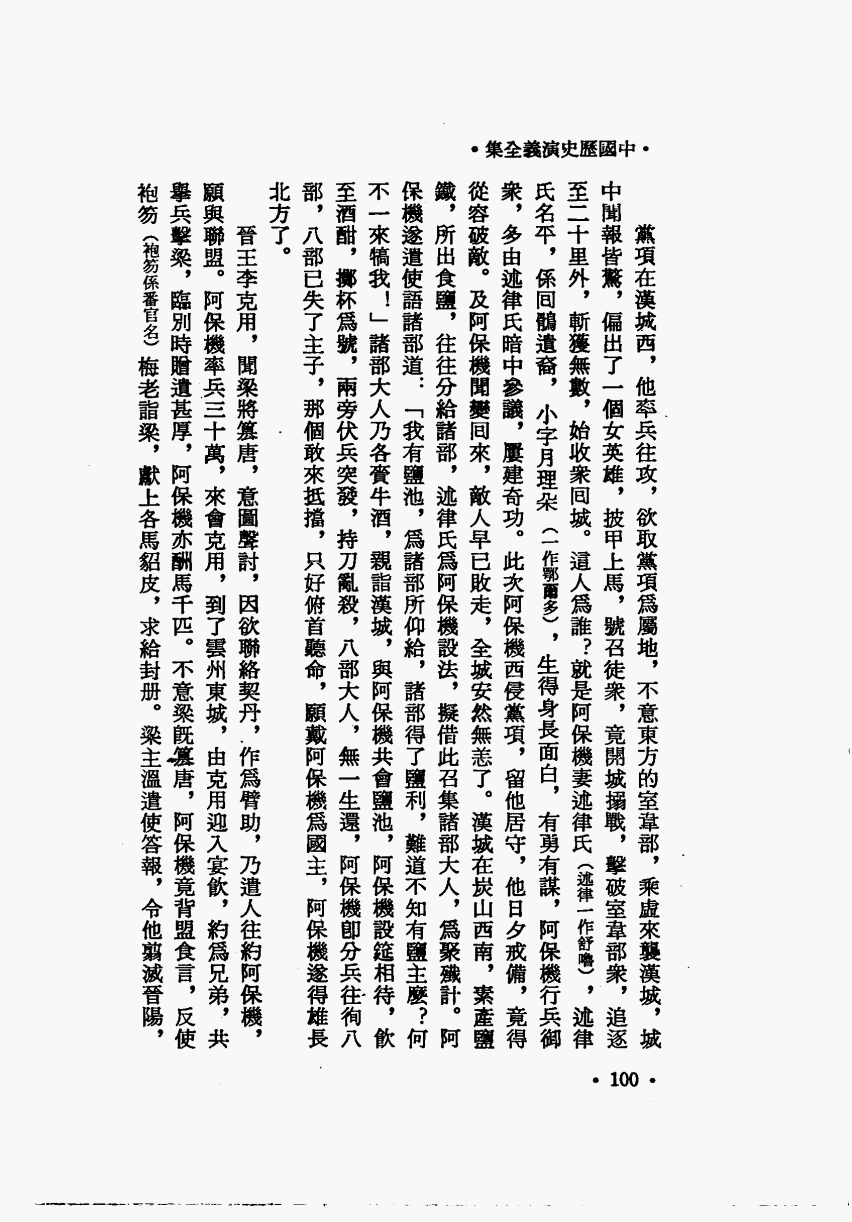 ·中國歷史演義全集·
黨項在漢城西，他率兵往攻，欲取黨項爲屬地，不意東方的室韋部，乘虛來襲漢城，城
中聞報皆驚，偏出了一個女英雄，披甲上馬，號召徒衆，竟開城搦戰，擊破室韋部衆，追逐
至二十里外，斬獲無數，始收衆回城。這人爲誰？就是阿保機妻述律氏（述律一作舒嚕），述律
氏名平，係回鶻遺裔，小字月理朵（一作鄂爾多），生得身長面白，有勇有謀，阿保機行兵御
衆，多由述律氏暗中參議，屢建奇功。此次阿保機西侵黨項，留他居守，他日夕戒備，竟得
從容破敵。及阿保機聞變回來，敵人早已敗走，全城安然無恙了。漢城在炭山西南，素產鹽
鐵，所出食鹽，往往分給諸部，述律氏爲阿保機設法，擬借此召集諸部大人，爲聚殲計。阿
保機遂遣使語諸部道：「我有鹽池，爲諸部所仰給，諸部得了鹽利，難道不知有鹽主麼？何
不一來犒我！」諸部大人乃各賫牛酒，親詣漢城，與阿保機共會鹽池，阿保機設筵相待，飲
至酒酣，擲杯爲號，兩旁伏兵突發，持刀亂殺，八部大人，無一生還，阿保機卽分兵往徇八
部，八部已失了主子，那個敢來抵擋，只好俯首聽命，願戴阿保機爲國主，阿保機遂得雄長
北方了。
晉王李克用，聞梁將篡唐，意圖聲討，因欲聯絡契丹，作爲臂助，乃遣人往約阿保機，
願與聯盟。阿保機率兵三十萬，來會克用，到了雲州東城，由克用迎入宴飲，約爲兄弟，共
舉兵擊梁，臨別時贈遺甚厚，阿保機亦酬馬千匹。不意梁旣篡唐，阿保機竟背盟食言，反使
袍笏（袍笏係番官名）梅老詣梁，獻上名馬貂皮，求給封册。梁主溫遣使答報，令他翦滅晉陽，
·100·